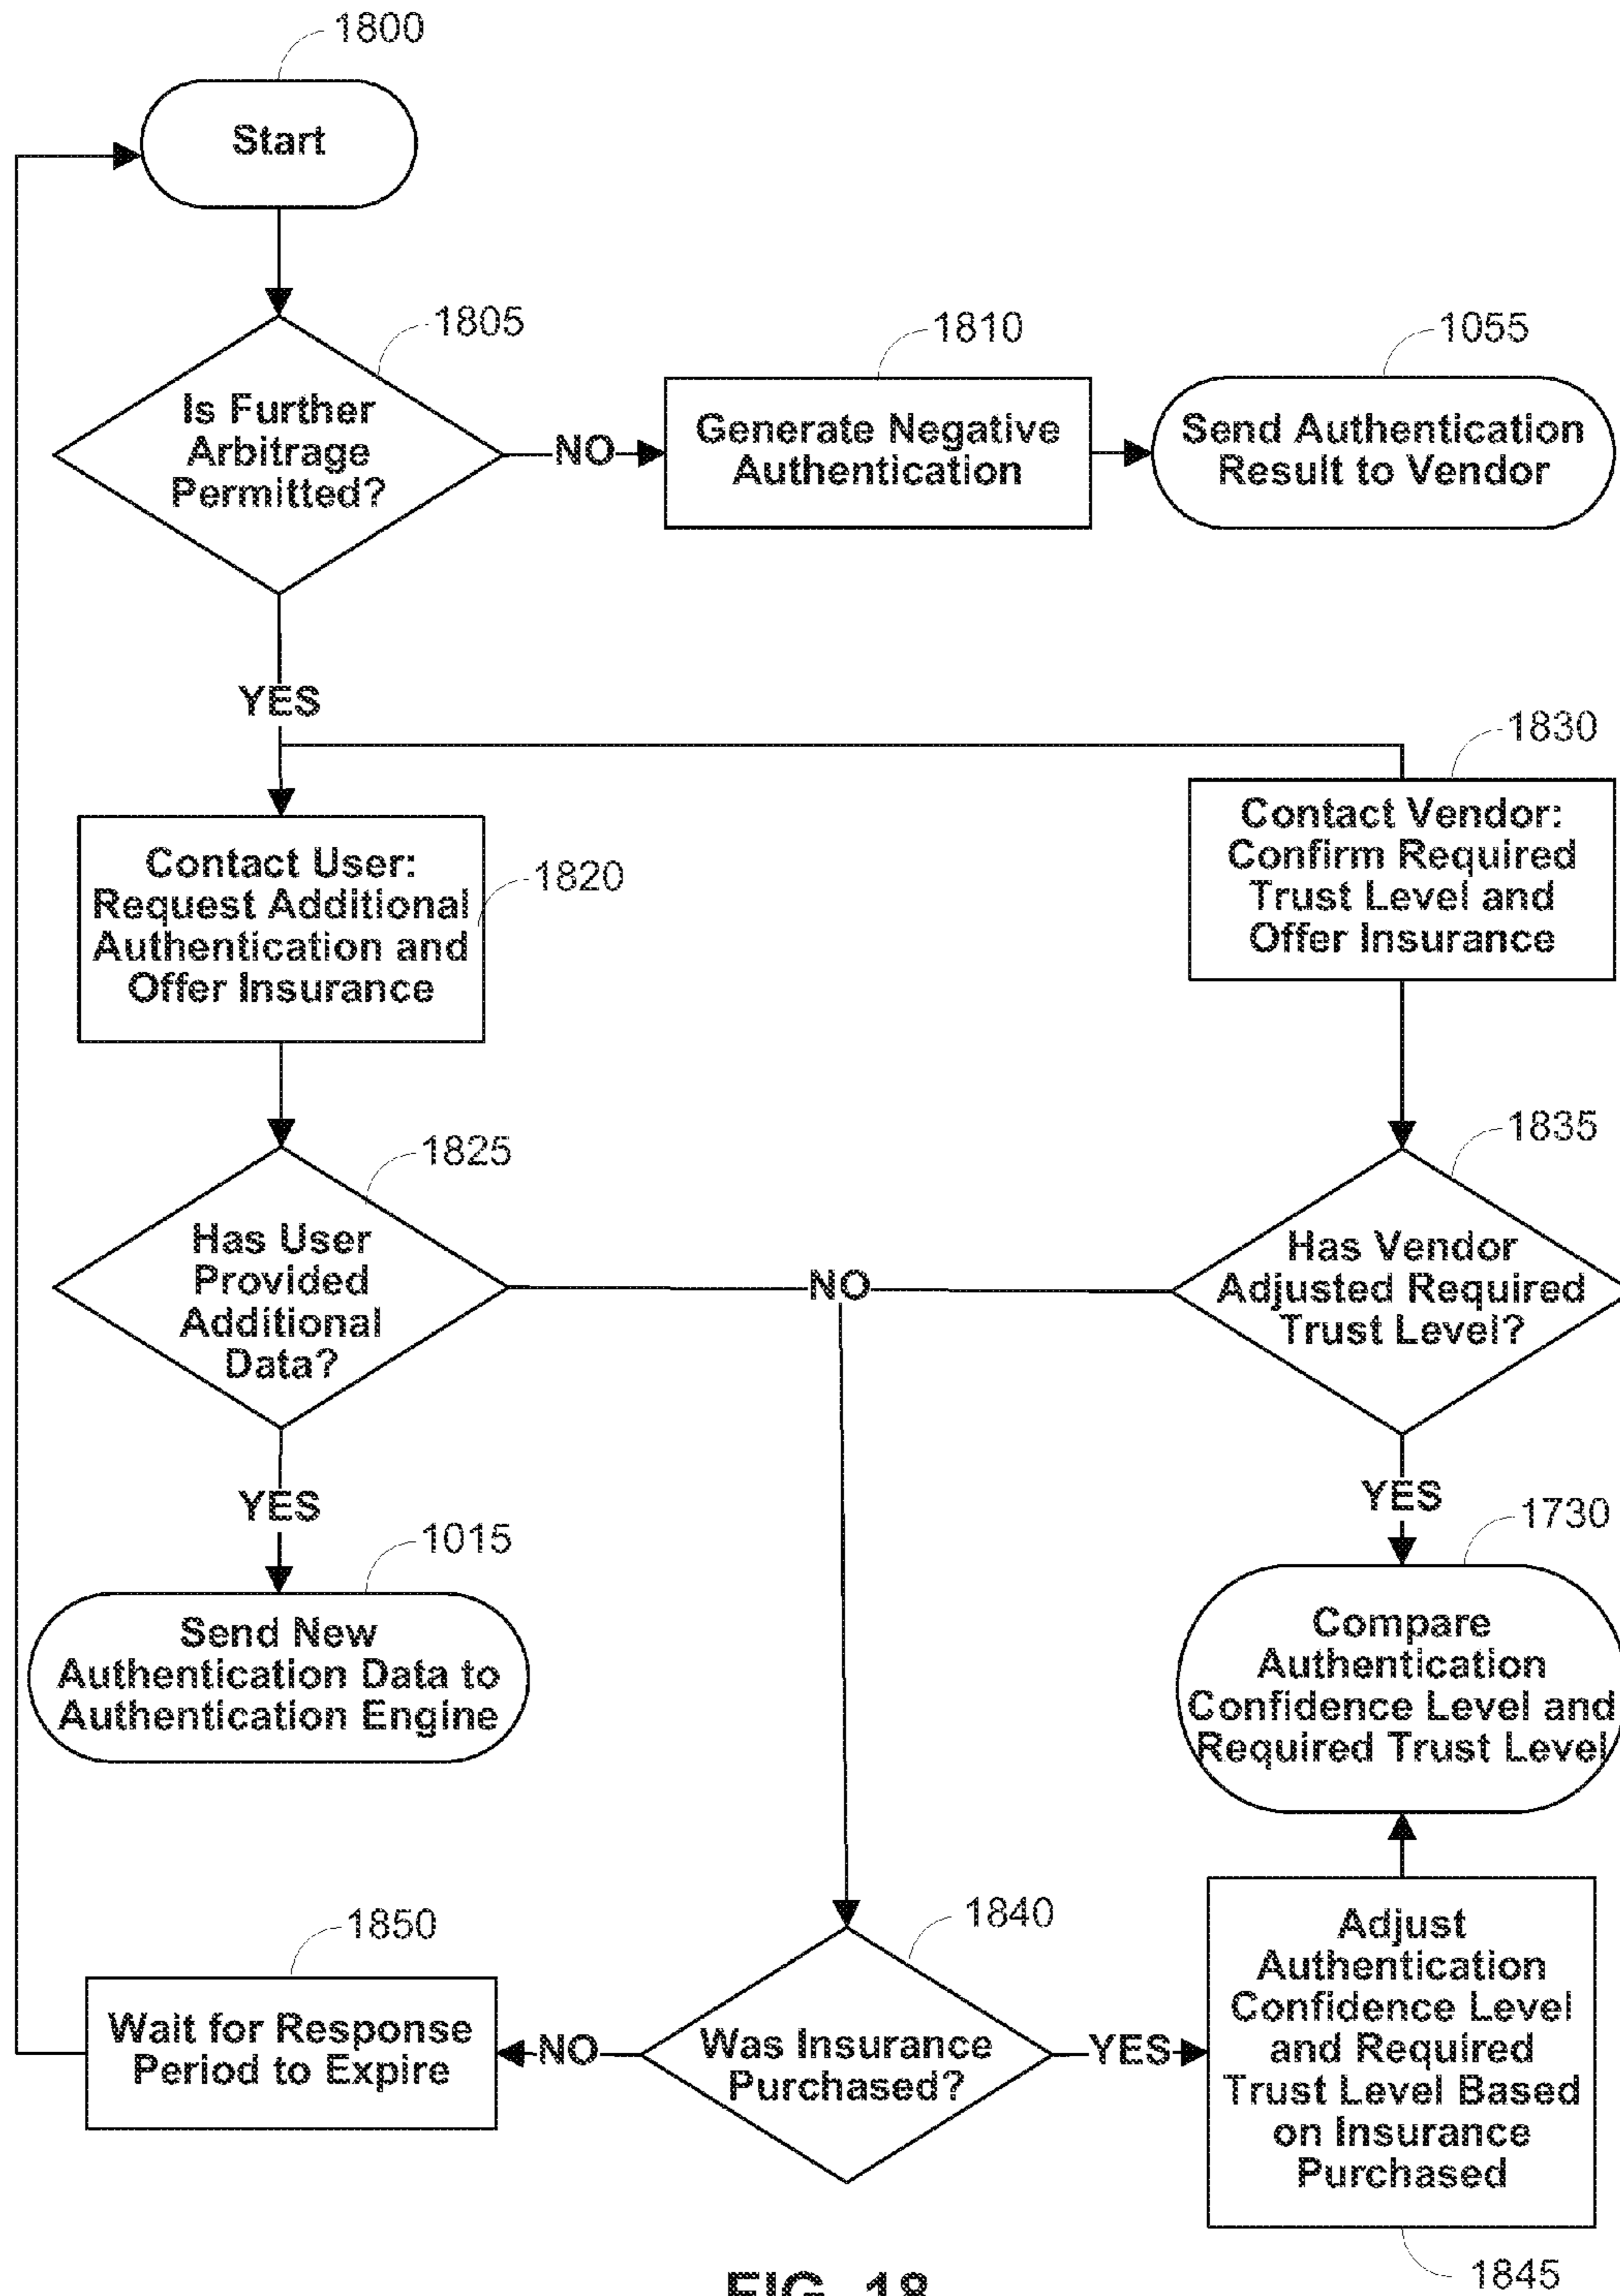 1800
Start
1805
Is Further
Arbitrage
Permitted?
NO
1810
Generate Negative
Authentication
1055
Send Authentication
Result to Vendor
YES
1820
Contact User:
Request Additional
Authentication and
Offer Insurance
1830
Contact Vendor:
Confirm Required
Trust Level and
Offer Insurance
1825
Has User
Provided
Additional
Data?
NO
1835
Has Vendor
Adjusted Required
Trust Level?
YES
1015
Send New
Authentication Data to
Authentication Engine
YES
1730
Compare
Authentication
Confidence Level and
Required Trust Level
1850
Wait for Response
Period to Expire
NO
1840
Was Insurance
Purchased?
YES
Adjust
Authentication
Confidence Level
and Required
Trust Level Based
on Insurance
Purchased
1845
FIG. 18